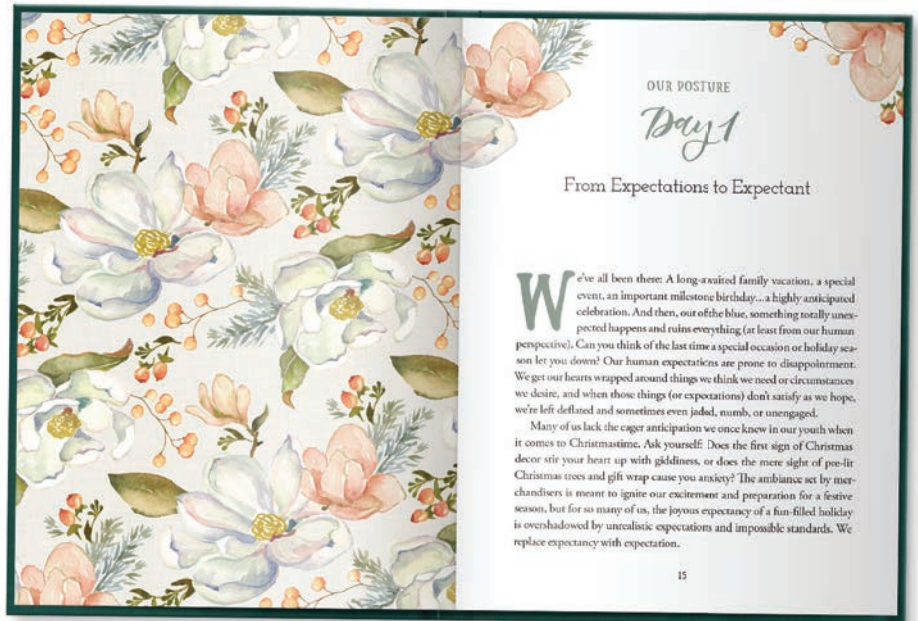 OUR POSTURE
Day 1
From Expectations to Expectant
We've all been there: A long-awaited family vacation, a special
event, an important milestone birthday...a highly anticipated
celebration. And then, out of the blue, something totally unex-
pected happens and ruins everything (at least from our human
perspective). Can you think of the last time a special occasion or holiday sea-
son let you down? Our human expectations are prone to disappointment.
We get our hearts wrapped around things we think we need or circumstances
we desire, and when those things (or expectations) don't satisfy as we hope,
we're left deflated and sometimes even jaded, numb, or unengaged.
Many of us lack the eager anticipation we once knew in our youth when
it comes to Christmastime. Ask yourself: Does the first sign of Christmas
decor stir your heart up with giddiness, or does the mere sight of pre-lit
Christmas trees and gift wrap cause you anxiety? The ambiance set by mer-
chandisers is meant to ignite our excitement and preparation for a festive
season, but for so many of us, the joyous expectancy of a fun-filled holiday
is overshadowed by unrealistic expectations and impossible standards. We
replace expectancy with expectation.
15